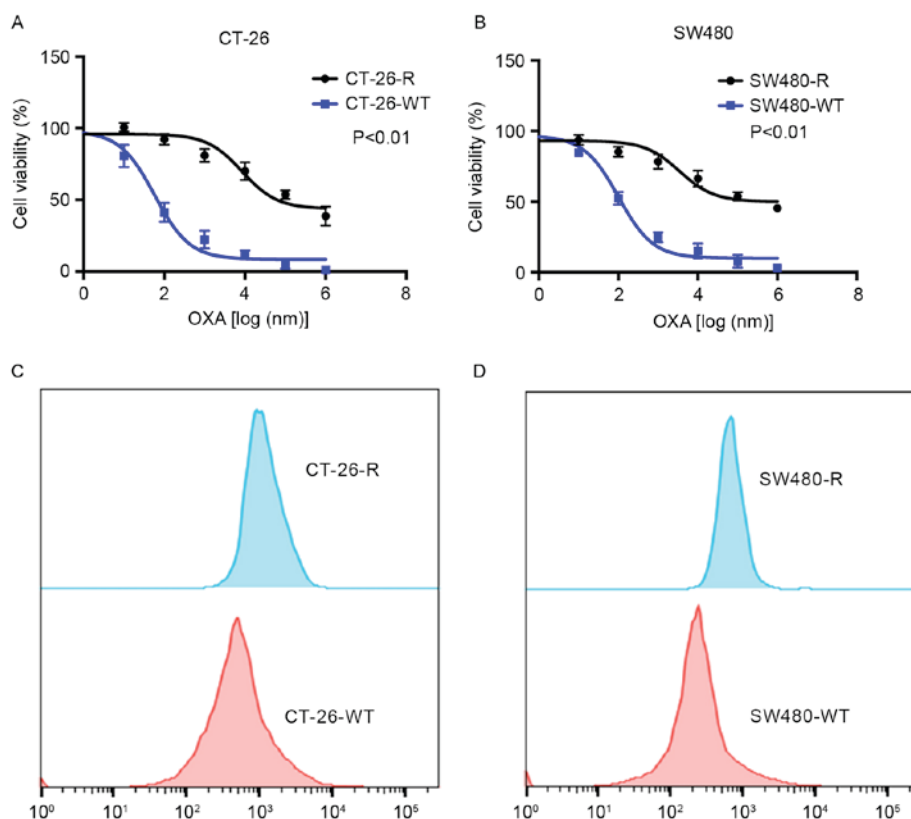 A
CT-26
150
100
50
0
Cell viability (%)
CT-26-R
CT-26-WT
P<0.01
0 2 4 6 8
OXA [log (nm)]
B
SW480
150
100
50
0
Cell viability (%)
SW480-R
SW480-WT
P<0.01
0 2 4 6 8
OXA [log (nm)]
C
CT-26-R
CT-26-WT
10⁰ 10¹ 10² 10³ 10⁴ 10⁵
D
SW480-R
SW480-WT
10⁰ 10¹ 10² 10³ 10⁴ 10⁵